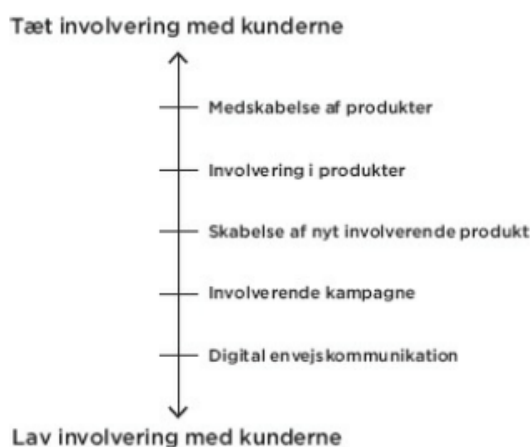 Tæt involvering med kunderne
Medskabelse af produkter
Involvering i produkter
Skabelse af nyt involverende produkt
Involverende kampagne
Digital envejskommunikation
Lav involvering med kunderne